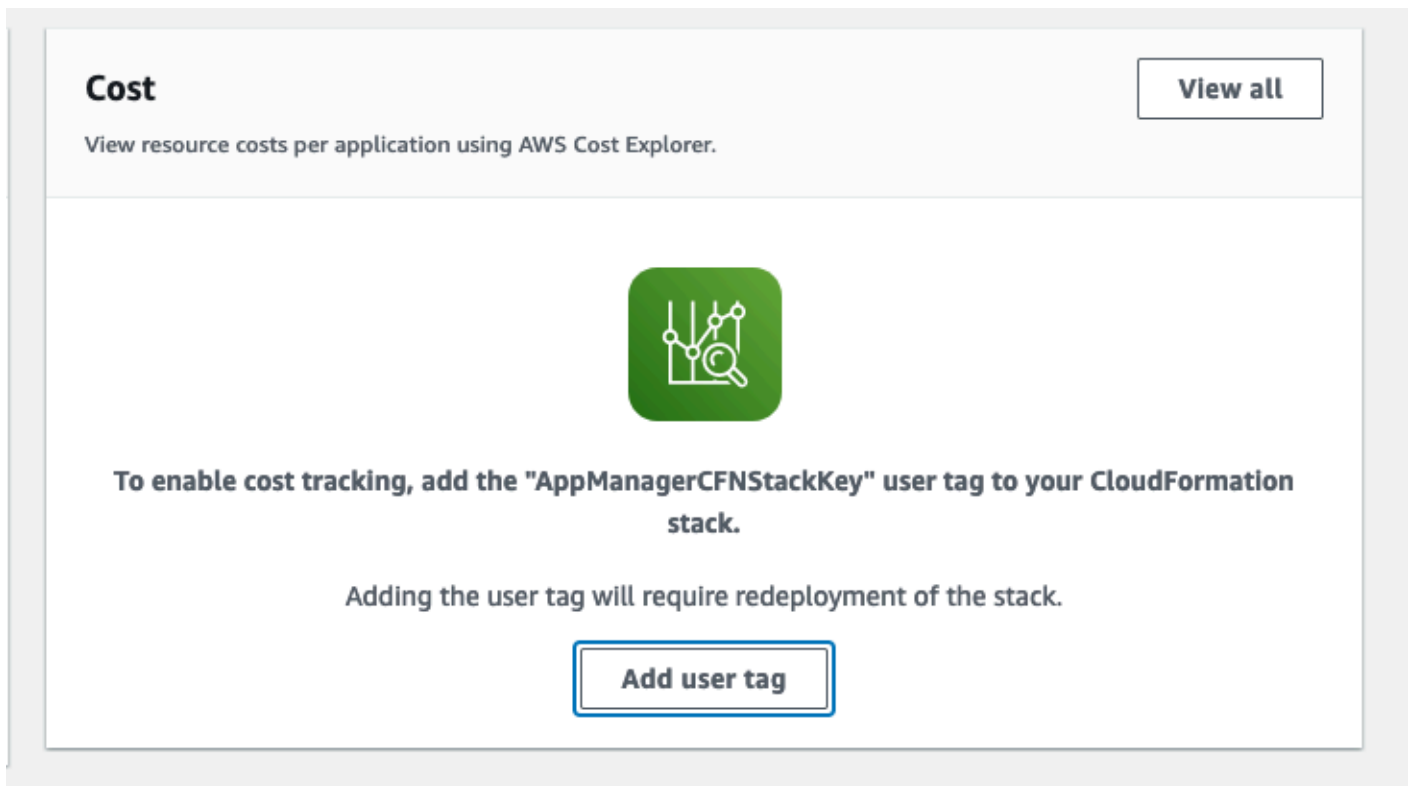 Cost
View all
View resource costs per application using AWS Cost Explorer.
To enable cost tracking, add the "AppManagerCFNStackKey" user tag to your CloudFormation
stack.
Adding the user tag will require redeployment of the stack.
Add user tag